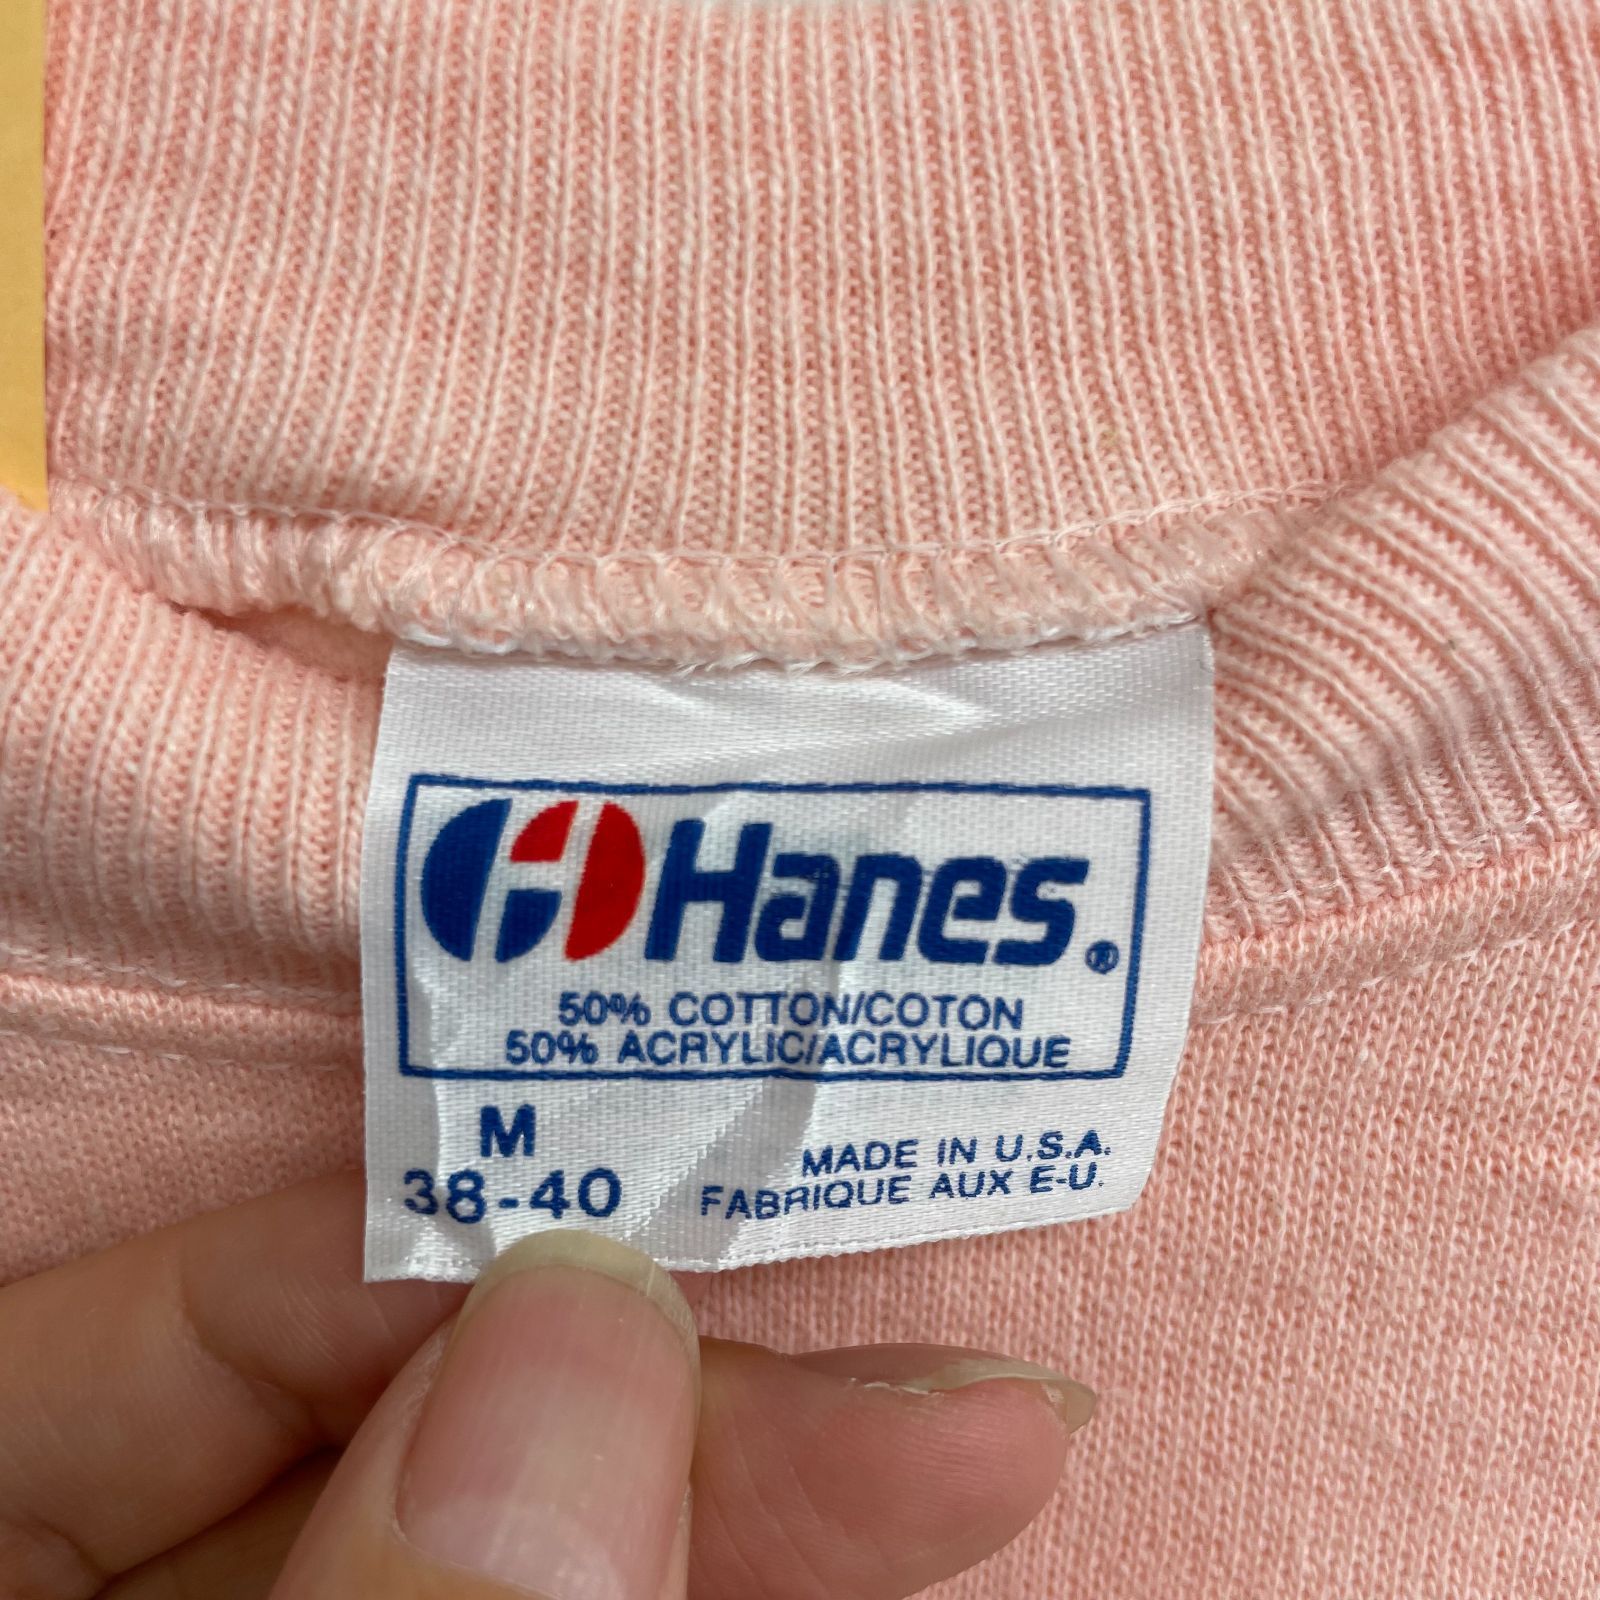 Hanes®
50% COTTON/COTON
50% ACRYLIC/ACRYLIQUE
M
38-40
MADE IN U.S.A.
FABRIQUE AUX E-U.